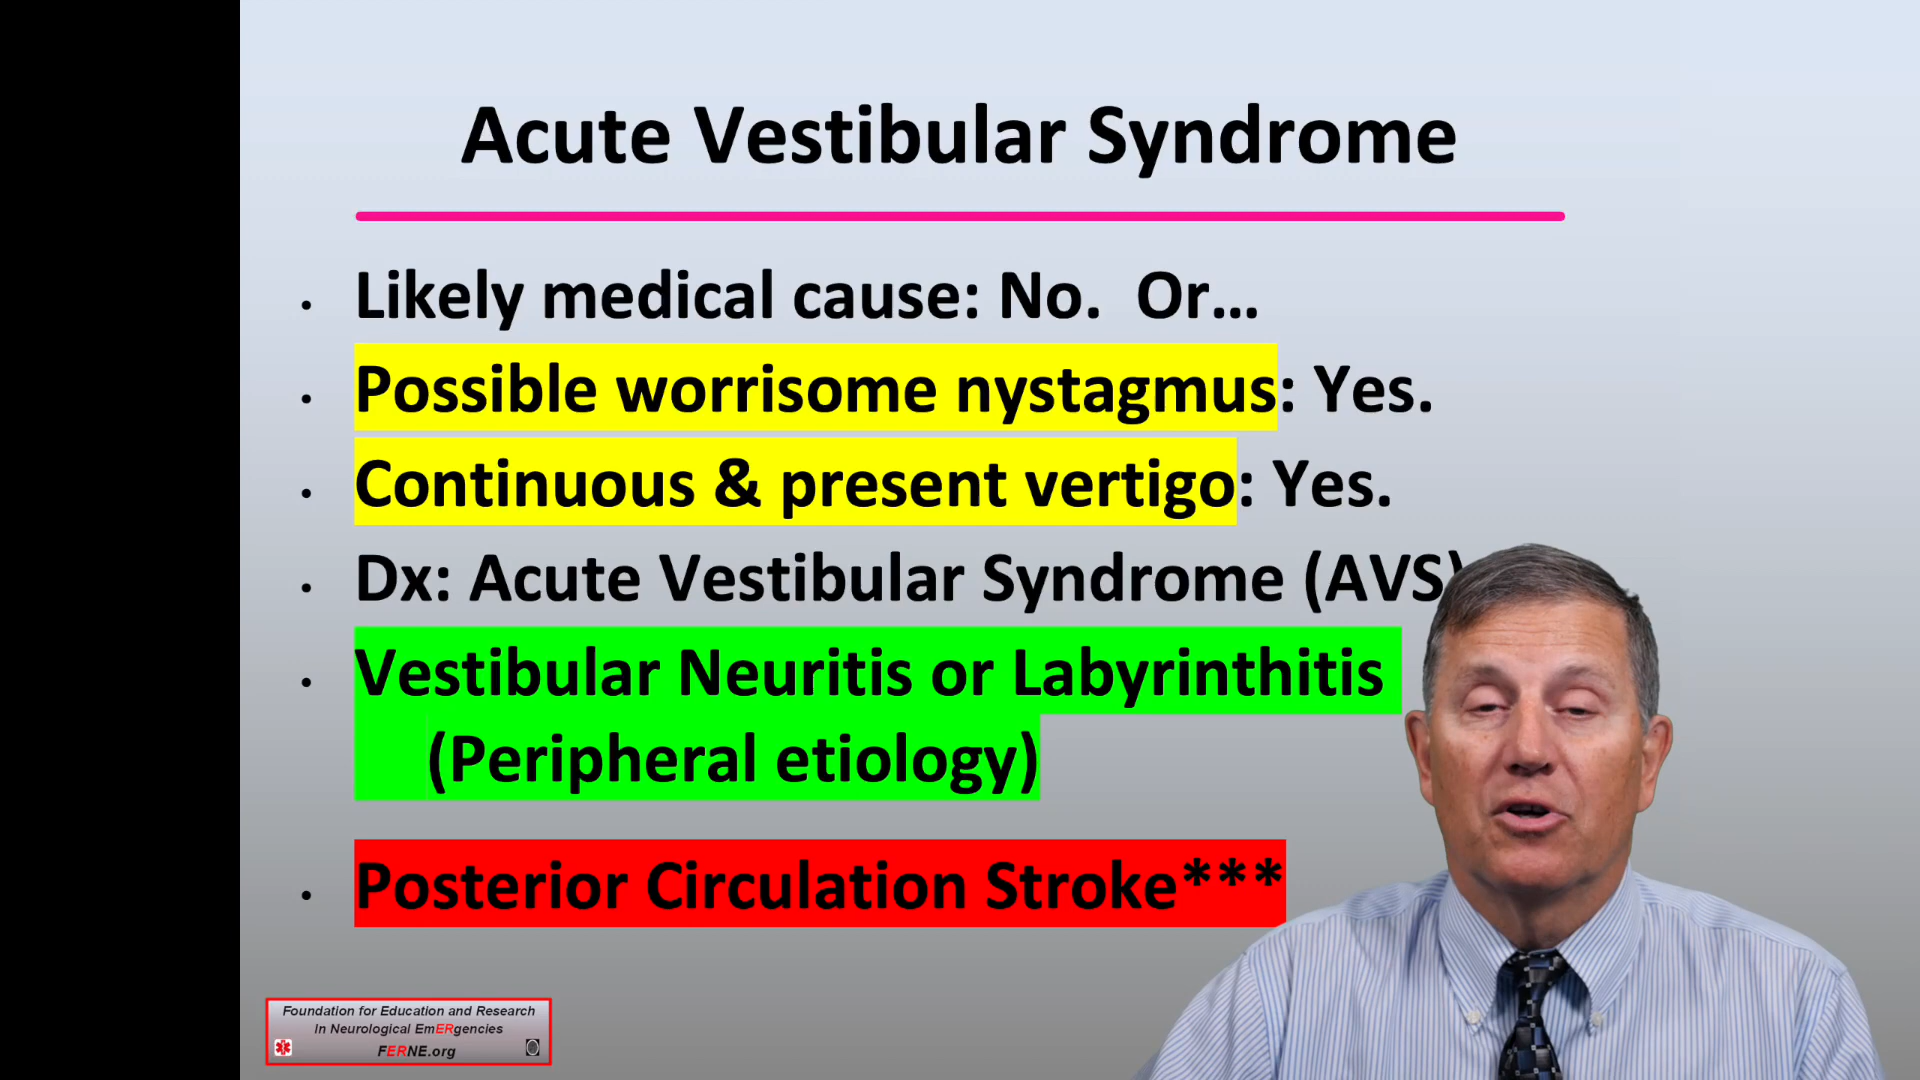 Acute Vestibular Syndrome
• Likely medical cause: No. Or...
• Possible worrisome nystagmus: Yes.
• Continuous & present vertigo: Yes.
• Dx: Acute Vestibular Syndrome (AVS)
• Vestibular Neuritis or Labyrinthitis
(Peripheral etiology)
• Posterior Circulation Stroke***
Foundation for Education and Research
In Neurological EmERgencies
FERNE.org